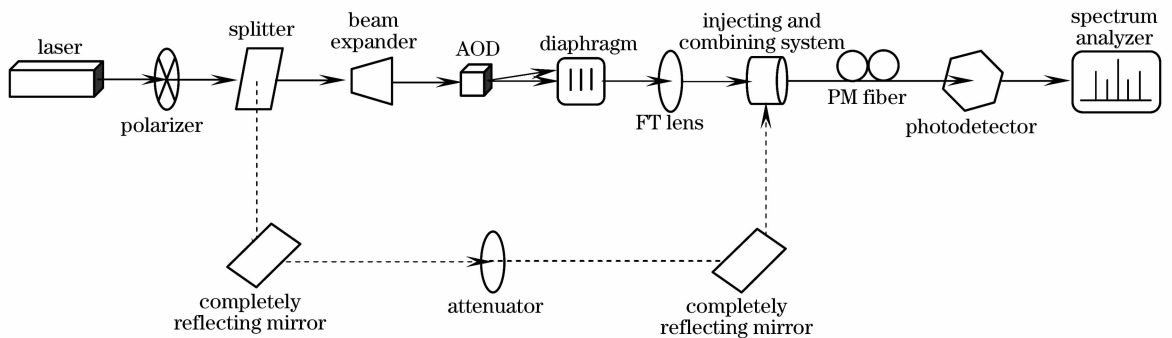 laser
polarizer
splitter
beam
expander
AOD
diaphragm
FT lens
injecting and
combining system
PM fiber
photodetector
spectrum
analyzer
completely
reflecting mirror
attenuator
completely
reflecting mirror